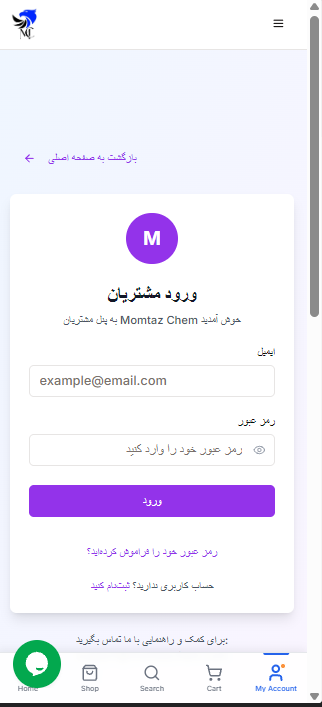 بازگشت به صفحه اصلی
M
ورود مشتریان
خوش آمدید Momtaz Chem به پنل مشتریان
ایمیل
example@email.com
رمز عبور
رمز عبور خود را وارد کنید
ورود
رمز عبور خود را فراموش کرده‌اید؟
حساب کاربری ندارید؟ ثبت‌نام کنید
برای کمک و راهنمایی با ما تماس بگیرید:
Home
Shop
Search
Cart
My Account